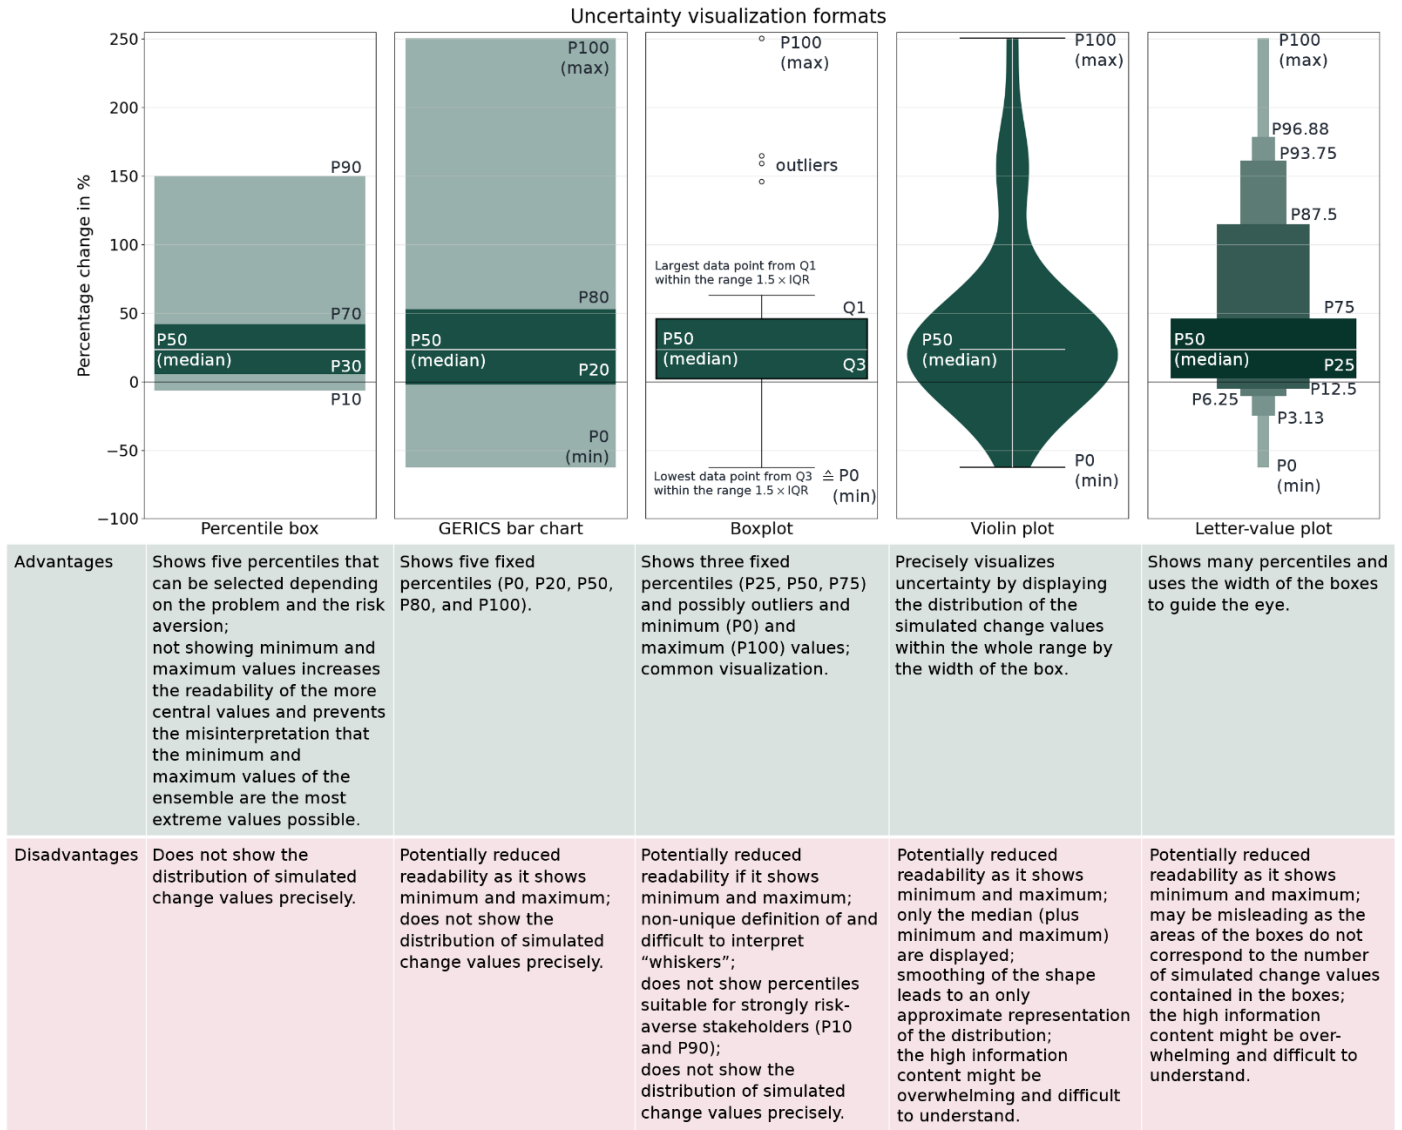 Uncertainty visualization formats
Percentage change in %
250
200
150
100
50
0
−50
−100
P90
P70
P50
(median)
P30
P10
Percentile box
P100
(max)
P80
P50
(median)
P20
P0
(min)
GERICS bar chart
P100
(max)
outliers
Largest data point from Q1
within the range 1.5 × IQR
Q1
P50
(median)
Q3
Lowest data point from Q3
within the range 1.5 × IQR
≙ P0
(min)
Boxplot
P100
(max)
P50
(median)
P0
(min)
Violin plot
P100
(max)
P96.88
P93.75
P87.5
P75
P50
(median)
P25
P12.5
P6.25
P3.13
P0
(min)
Letter-value plot
Advantages
Shows five percentiles that
can be selected depending
on the problem and the risk
aversion;
not showing minimum and
maximum values increases
the readability of the more
central values and prevents
the misinterpretation that
the minimum and
maximum values of the
ensemble are the most
extreme values possible.
Shows five fixed
percentiles (P0, P20, P50,
P80, and P100).
Shows three fixed
percentiles (P25, P50, P75)
and possibly outliers and
minimum (P0) and
maximum (P100) values;
common visualization.
Precisely visualizes
uncertainty by displaying
the distribution of the
simulated change values
within the whole range by
the width of the box.
Shows many percentiles and
uses the width of the boxes
to guide the eye.
Disadvantages
Does not show the
distribution of simulated
change values precisely.
Potentially reduced
readability as it shows
minimum and maximum;
does not show the
distribution of simulated
change values precisely.
Potentially reduced
readability if it shows
minimum and maximum;
non-unique definition of and
difficult to interpret
“whiskers”;
does not show percentiles
suitable for strongly risk-
averse stakeholders (P10
and P90);
does not show the
distribution of simulated
change values precisely.
Potentially reduced
readability as it shows
minimum and maximum;
only the median (plus
minimum and maximum)
are displayed;
smoothing of the shape
leads to an only
approximate representation
of the distribution;
the high information
content might be
overwhelming and difficult
to understand.
Potentially reduced
readability as it shows
minimum and maximum;
may be misleading as the
areas of the boxes do not
correspond to the number
of simulated change values
contained in the boxes;
the high information
content might be over-
whelming and difficult to
understand.